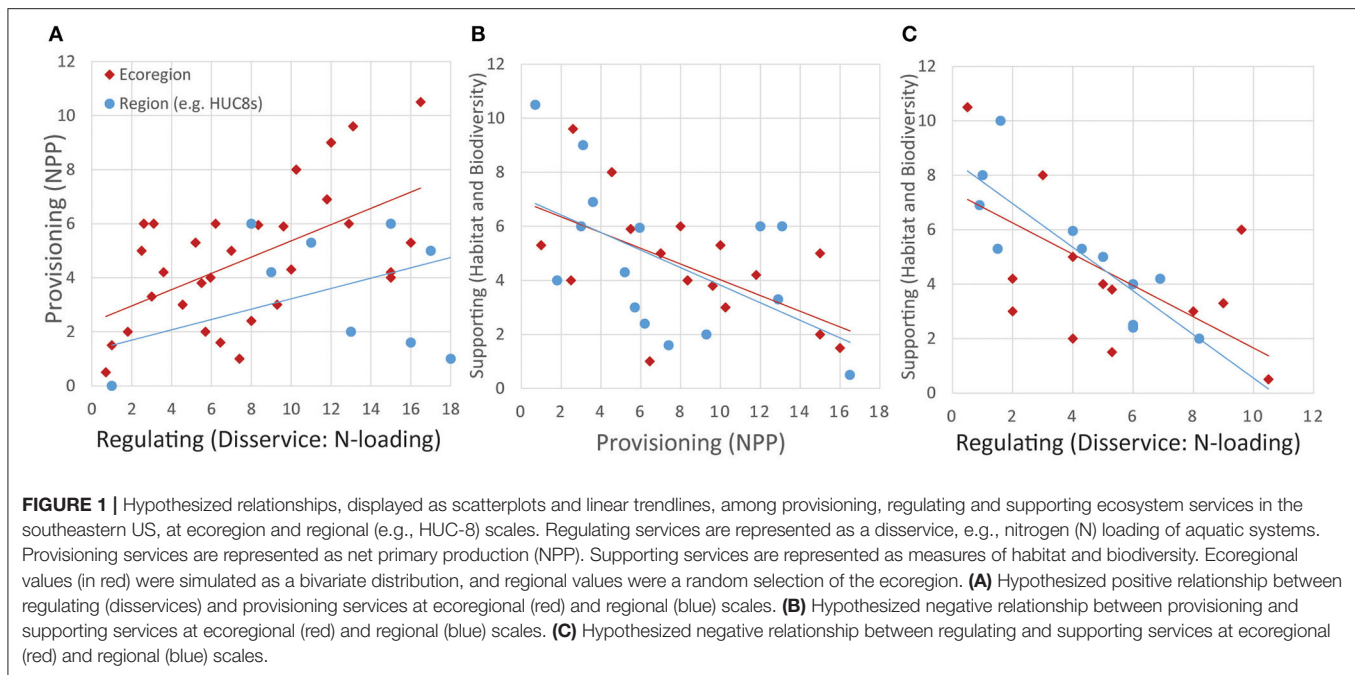 A
Provisioning (NPP)
12
10
8
6
4
2
0
Ecoregion
Region (e.g. HUC8s)
0 2 4 6 8 10 12 14 16 18
Regulating (Disservice: N-loading)
B
Supporting (Habitat and Biodiversity)
12
10
8
6
4
2
0
0 2 4 6 8 10 12 14 16 18
Provisioning (NPP)
C
Supporting (Habitat and Biodiversity)
12
10
8
6
4
2
0
0 2 4 6 8 10 12
Regulating (Disservice: N-loading)
FIGURE 1 | Hypothesized relationships, displayed as scatterplots and linear trendlines, among provisioning, regulating and supporting ecosystem services in the
southeastern US, at ecoregion and regional (e.g., HUC-8) scales. Regulating services are represented as a disservice, e.g., nitrogen (N) loading of aquatic systems.
Provisioning services are represented as net primary production (NPP). Supporting services are represented as measures of habitat and biodiversity. Ecoregional
values (in red) were simulated as a bivariate distribution, and regional values were a random selection of the ecoregion. (A) Hypothesized positive relationship between
regulating (disservices) and provisioning services at ecoregional (red) and regional (blue) scales. (B) Hypothesized negative relationship between provisioning and
supporting services at ecoregional (red) and regional (blue) scales. (C) Hypothesized negative relationship between regulating and supporting services at ecoregional
(red) and regional (blue) scales.